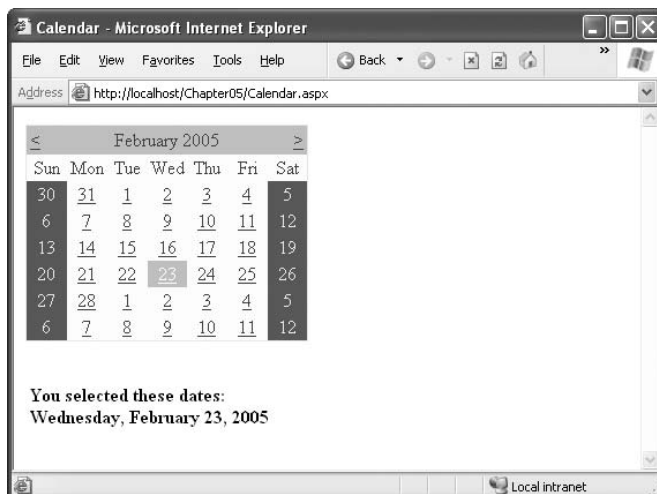 Calendar - Microsoft Internet Explorer
File Edit View Favorites Tools Help Back »
Address http://localhost/Chapter05/Calendar.aspx
< February 2005 >
Sun Mon Tue Wed Thu Fri Sat
30 31 1 2 3 4 5
6 7 8 9 10 11 12
13 14 15 16 17 18 19
20 21 22 23 24 25 26
27 28 1 2 3 4 5
6 7 8 9 10 11 12
You selected these dates:
Wednesday, February 23, 2005
Local intranet